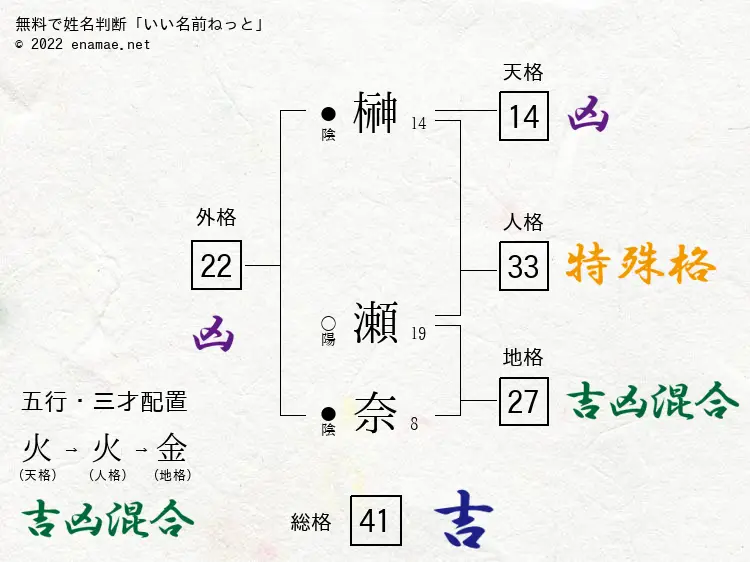 無料で姓名判断「いい名前ねっと」
© 2022 enamae.net
天格
14 凶
● 陰 榊 14
人格
33 特殊格
外格
22
凶
○ 陽 瀬 19
地格
27 吉凶混合
● 陰 奈 8
五行・三才配置
火→火→金
(天格) (人格) (地格)
吉凶混合
総格 41 吉